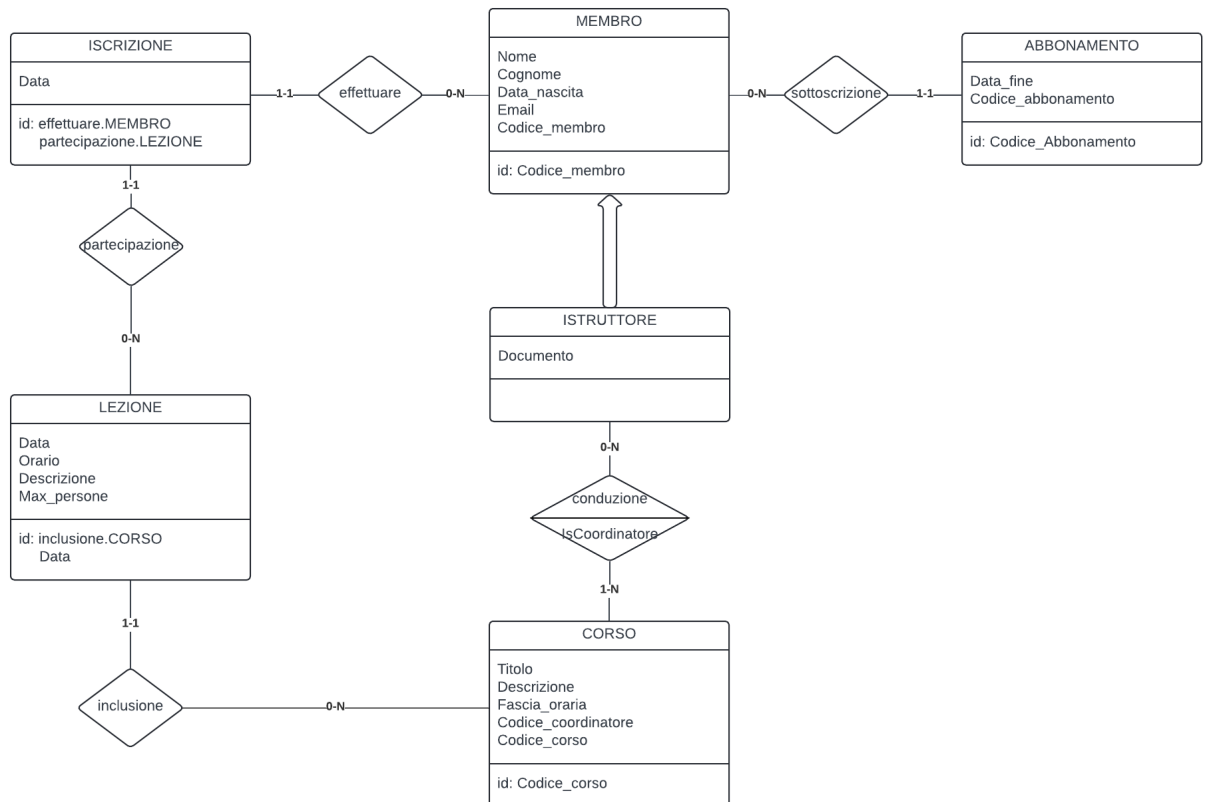 ISCRIZIONE
Data
id: effettuare.MEMBRO
partecipazione.LEZIONE
1-1
effettuare
0-N
MEMBRO
Nome
Cognome
Data_nascita
Email
Codice_membro
id: Codice_membro
0-N
sottoscrizione
1-1
ABBONAMENTO
Data_fine
Codice_abbonamento
id: Codice_Abbonamento
1-1
partecipazione
0-N
ISTRUTTORE
Documento
LEZIONE
Data
Orario
Descrizione
Max_persone
id: inclusione.CORSO
Data
0-N
conduzione
IsCoordinatore
1-N
1-1
inclusione
0-N
CORSO
Titolo
Descrizione
Fascia_oraria
Codice_coordinatore
Codice_corso
id: Codice_corso